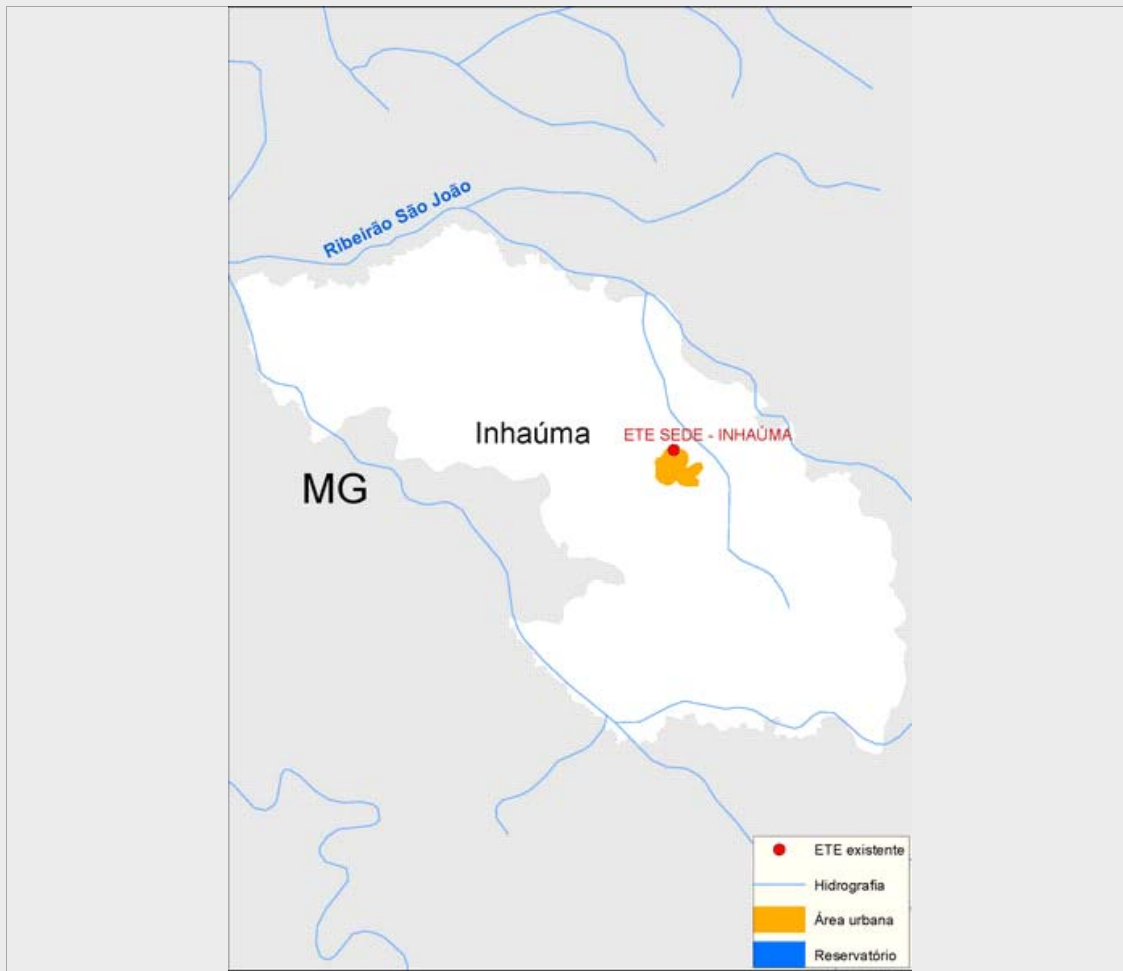 Ribeirão São João
Inhaúma
ETE SEDE - INHAÚMA
MG
ETE existente
Hidrografia
Área urbana
Reservatório